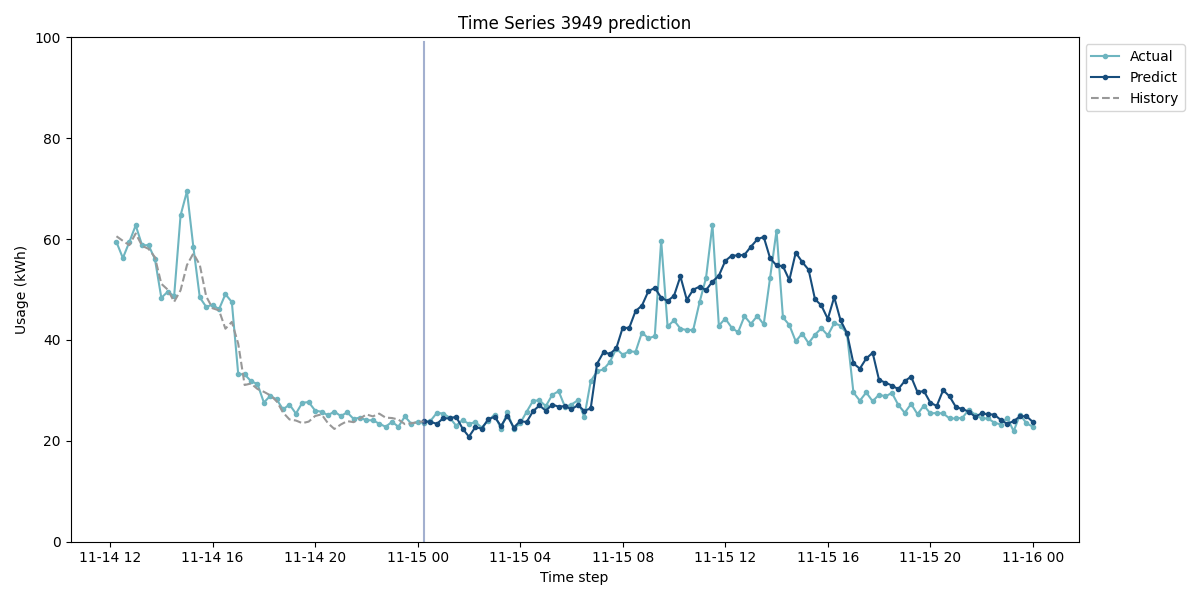 Time Series 3949 prediction
Usage (kWh)
100
80
60
40
20
0
11-14 12
11-14 16
11-14 20
11-15 00
11-15 04
11-15 08
11-15 12
11-15 16
11-15 20
11-16 00
Time step
Actual
Predict
History